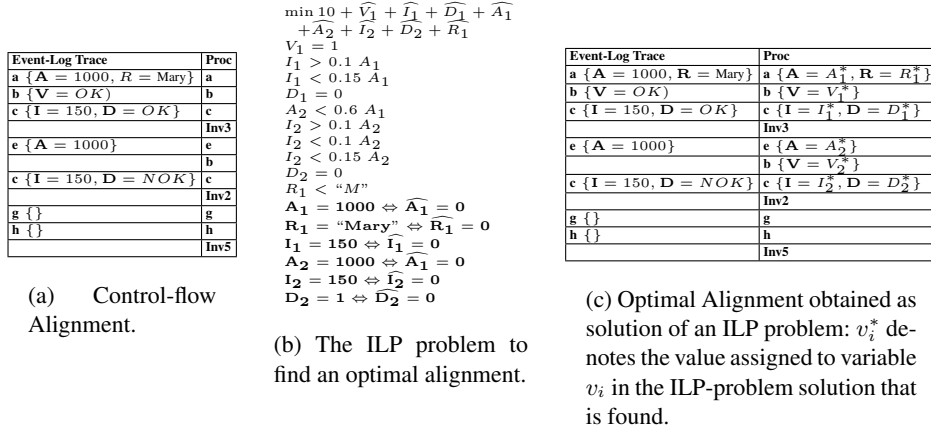 Event-Log Trace Proc
a {A = 1000, R = Mary} a
b {V = OK) b
c {I = 150, D = OK} c
Inv3
e {A = 1000} e
b
c {I = 150, D = NOK} c
Inv2
g {} g
h {} h
Inv5
(a) Control-flow
Alignment.
min 10 + V̂₁ + Î₁ + D̂₁ + Â₁
+Â₂ + Î₂ + D̂₂ + R̂₁
V₁ = 1
I₁ > 0.1 A₁
I₁ < 0.15 A₁
D₁ = 0
A₂ < 0.6 A₁
I₂ > 0.1 A₂
I₂ < 0.1 A₂
I₂ < 0.15 A₂
D₂ = 0
R₁ < “M”
A₁ = 1000 ⇔ Â₁ = 0
R₁ = “Mary” ⇔ R̂₁ = 0
I₁ = 150 ⇔ Î₁ = 0
A₂ = 1000 ⇔ Â₁ = 0
I₂ = 150 ⇔ Î₂ = 0
D₂ = 1 ⇔ D̂₂ = 0
(b) The ILP problem to
find an optimal alignment.
Event-Log Trace Proc
a {A = 1000, R = Mary} a {A = A₁*, R = R₁*}
b {V = OK) b {V = V₁*}
c {I = 150, D = OK} c {I = I₁*, D = D₁*}
Inv3
e {A = 1000} e {A = A₂*}
b {V = V₂*}
c {I = 150, D = NOK} c {I = I₂*, D = D₂*}
Inv2
g {} g
h {} h
Inv5
(c) Optimal Alignment obtained as
solution of an ILP problem: vᵢ* de-
notes the value assigned to variable
vᵢ in the ILP-problem solution that
is found.